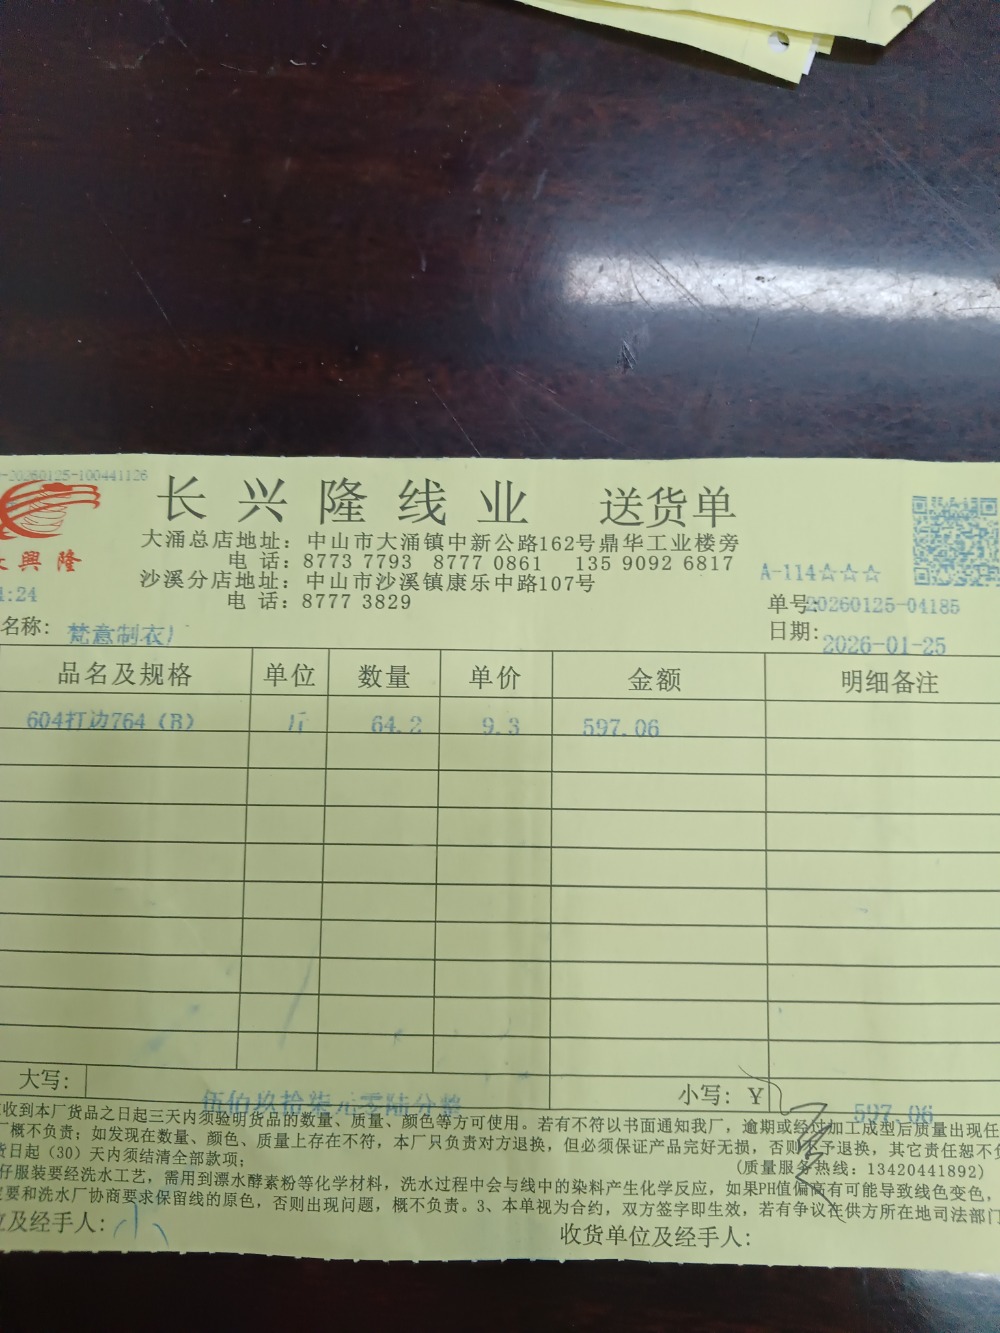 -20260125-100441126
长兴隆线业 送货单
興隆
大涌总店地址：中山市大涌镇中新公路162号鼎华工业楼旁
电 话：8773 7793 8777 0861 135 9092 6817
沙溪分店地址：中山市沙溪镇康乐中路107号
电 话：8777 3829
A-114☆☆☆
:24
单号:20260125-04185
名称: 梵意制衣厂
日期: 2026-01-25
品名及规格 单位 数量 单价 金额 明细备注
604打边764（B） 斤 64.2 9.3 597.06
大写: 伍佰玖拾柒元零陆分整 小写: ￥ 597.06
收到本厂货品之日起三天内须验明货品的数量、质量、颜色等方可使用。若有不符以书面通知我厂，逾期或经过加工成型后质量出现任
厂概不负责；如发现在数量、颜色、质量上存在不符，本厂只负责对方退换，但必须保证产品完好无损，否则不予退换，其它责任恕不负
货日起（30）天内须结清全部款项；
(质量服务热线：13420441892)
仔服装要经洗水工艺，需用到漂水酵素粉等化学材料，洗水过程中会与线中的染料产生化学反应，如果PH值偏高有可能导致线色变色，
要和洗水厂协商要求保留线的原色，否则出现问题，概不负责。3、本单视为合约，双方签字即生效，若有争议在供方所在地司法部门
位及经手人: 小
收货单位及经手人: